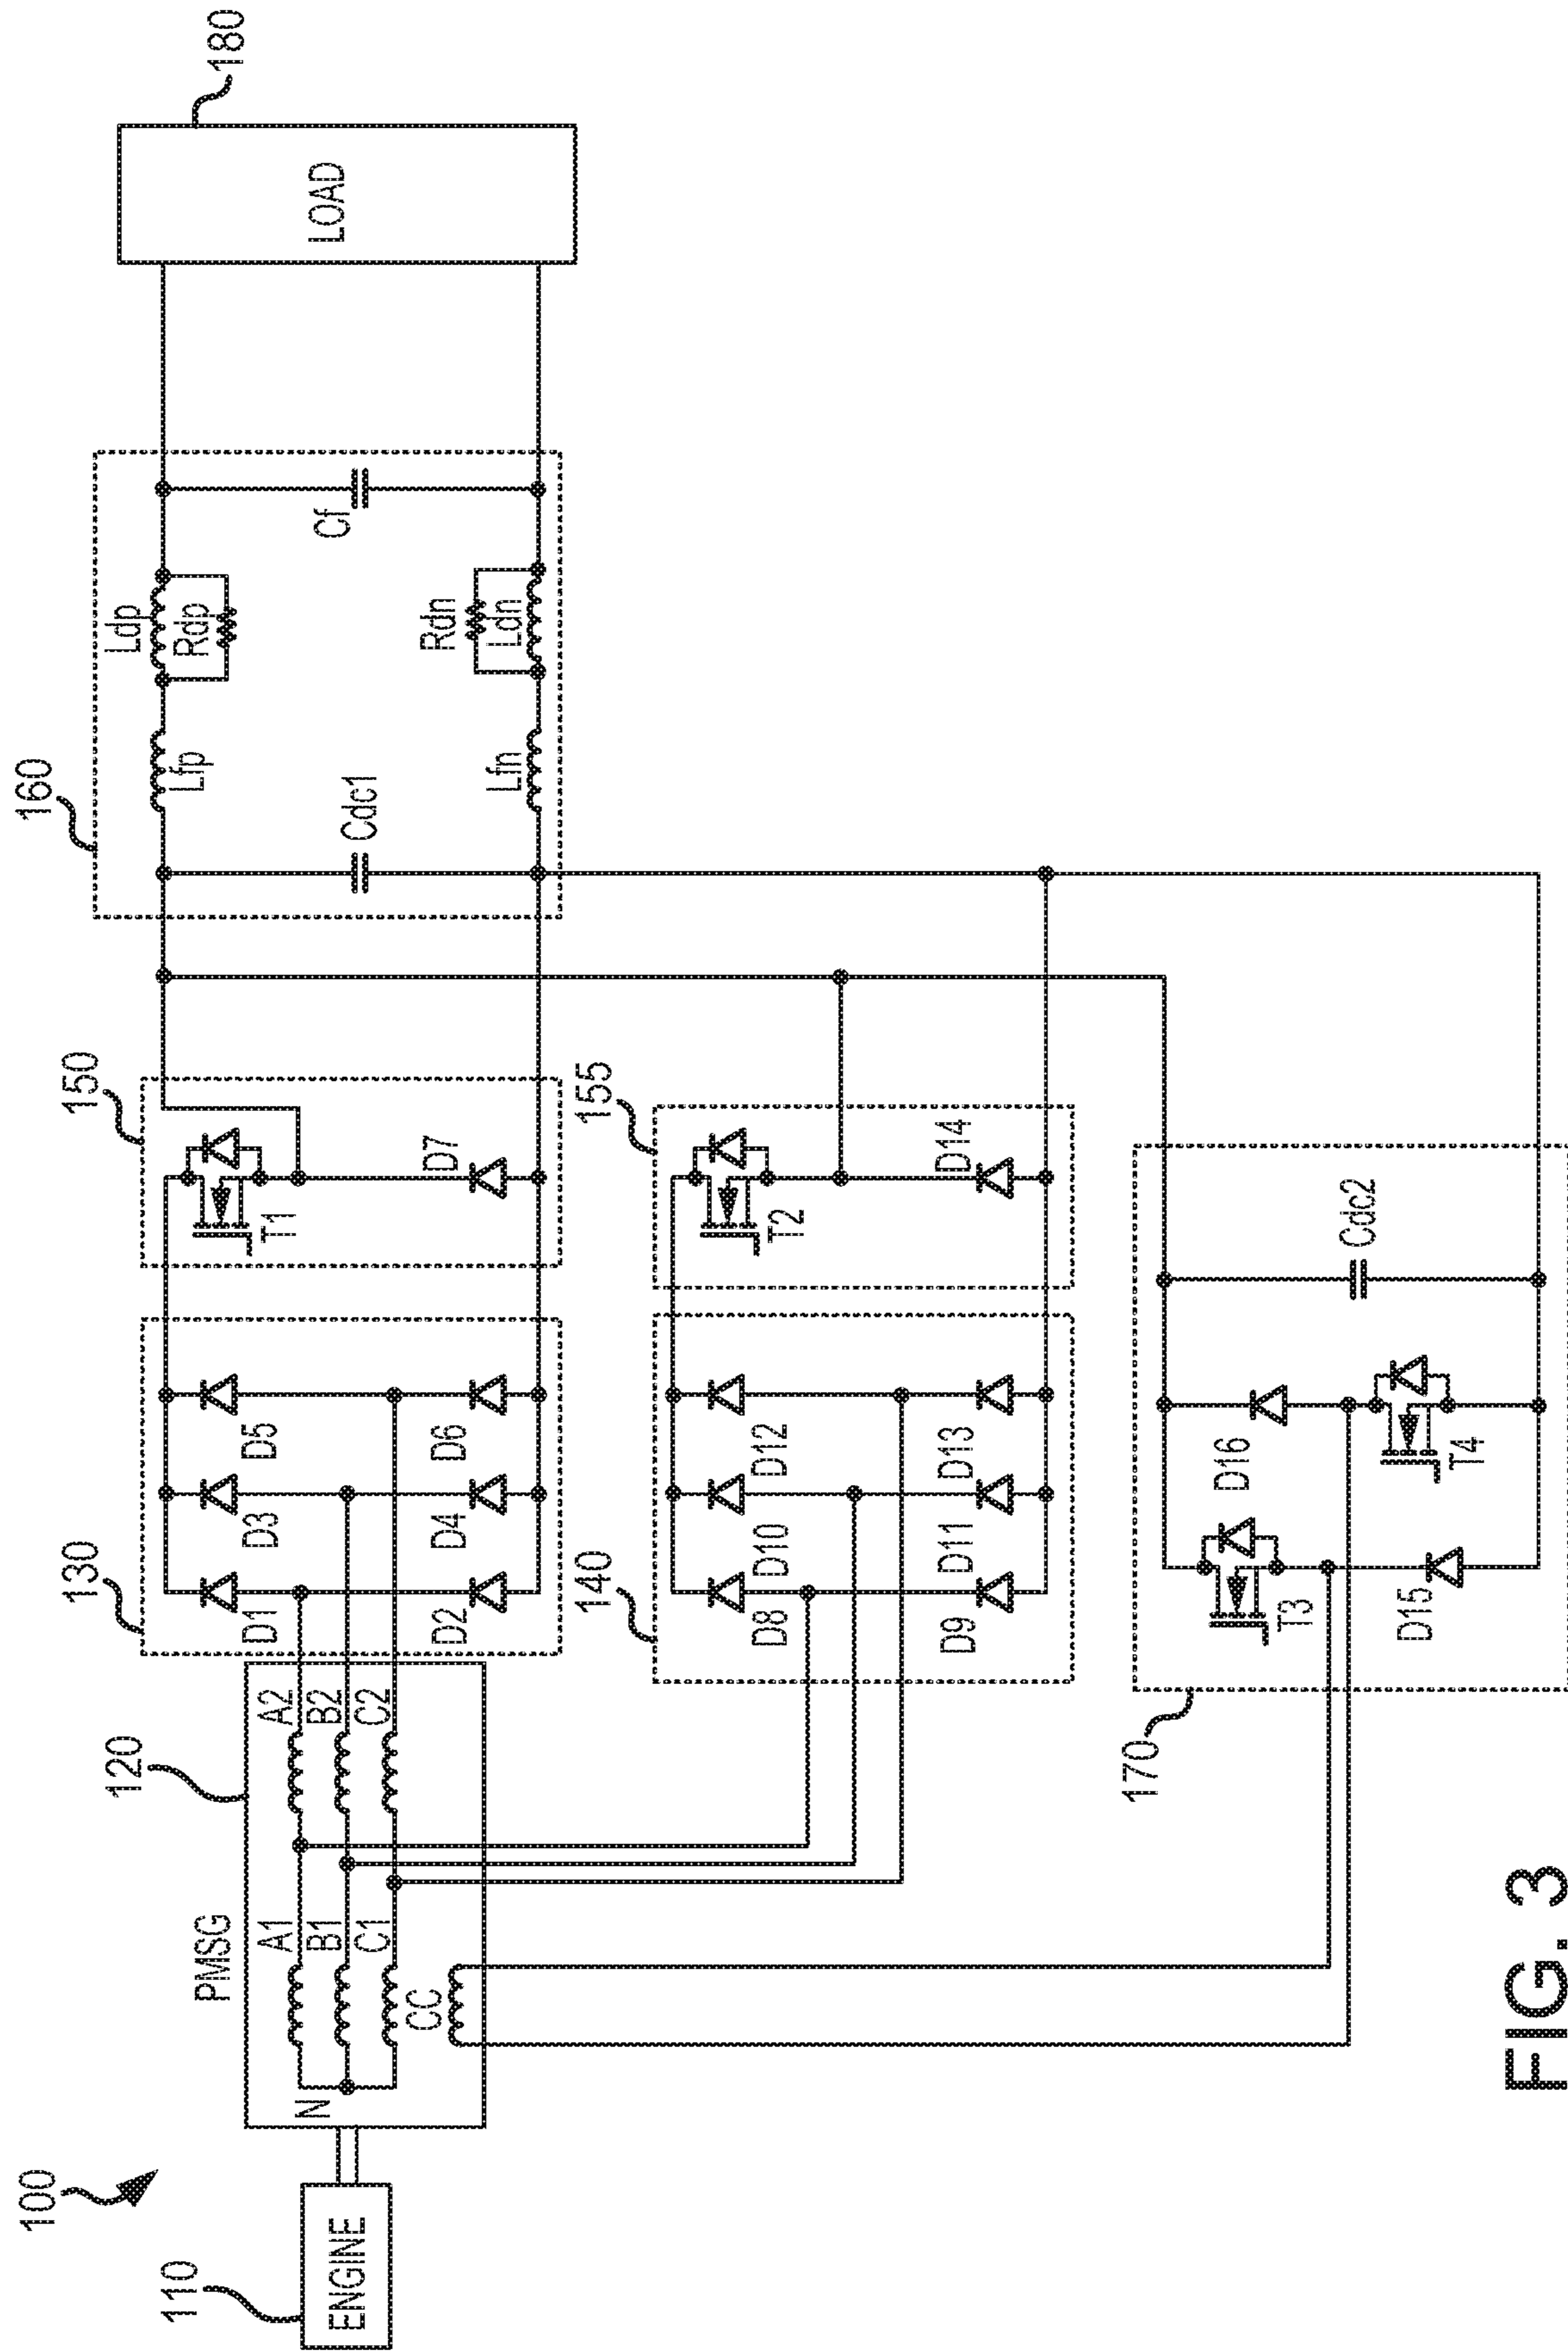 100
110
ENGINE
120
PMSG
N
A1
B1
C1
CC
A2
B2
C2
130
D1
D3
D5
D2
D4
D6
150
T1
D7
160
Lfp
Ldp
Rdp
Cdc1
Cf
Rdn
Lfn
Ldn
LOAD
180
140
D8
D10
D12
D9
D11
D13
155
T2
D14
170
T3
D16
D15
T4
Cdc2
FIG. 3